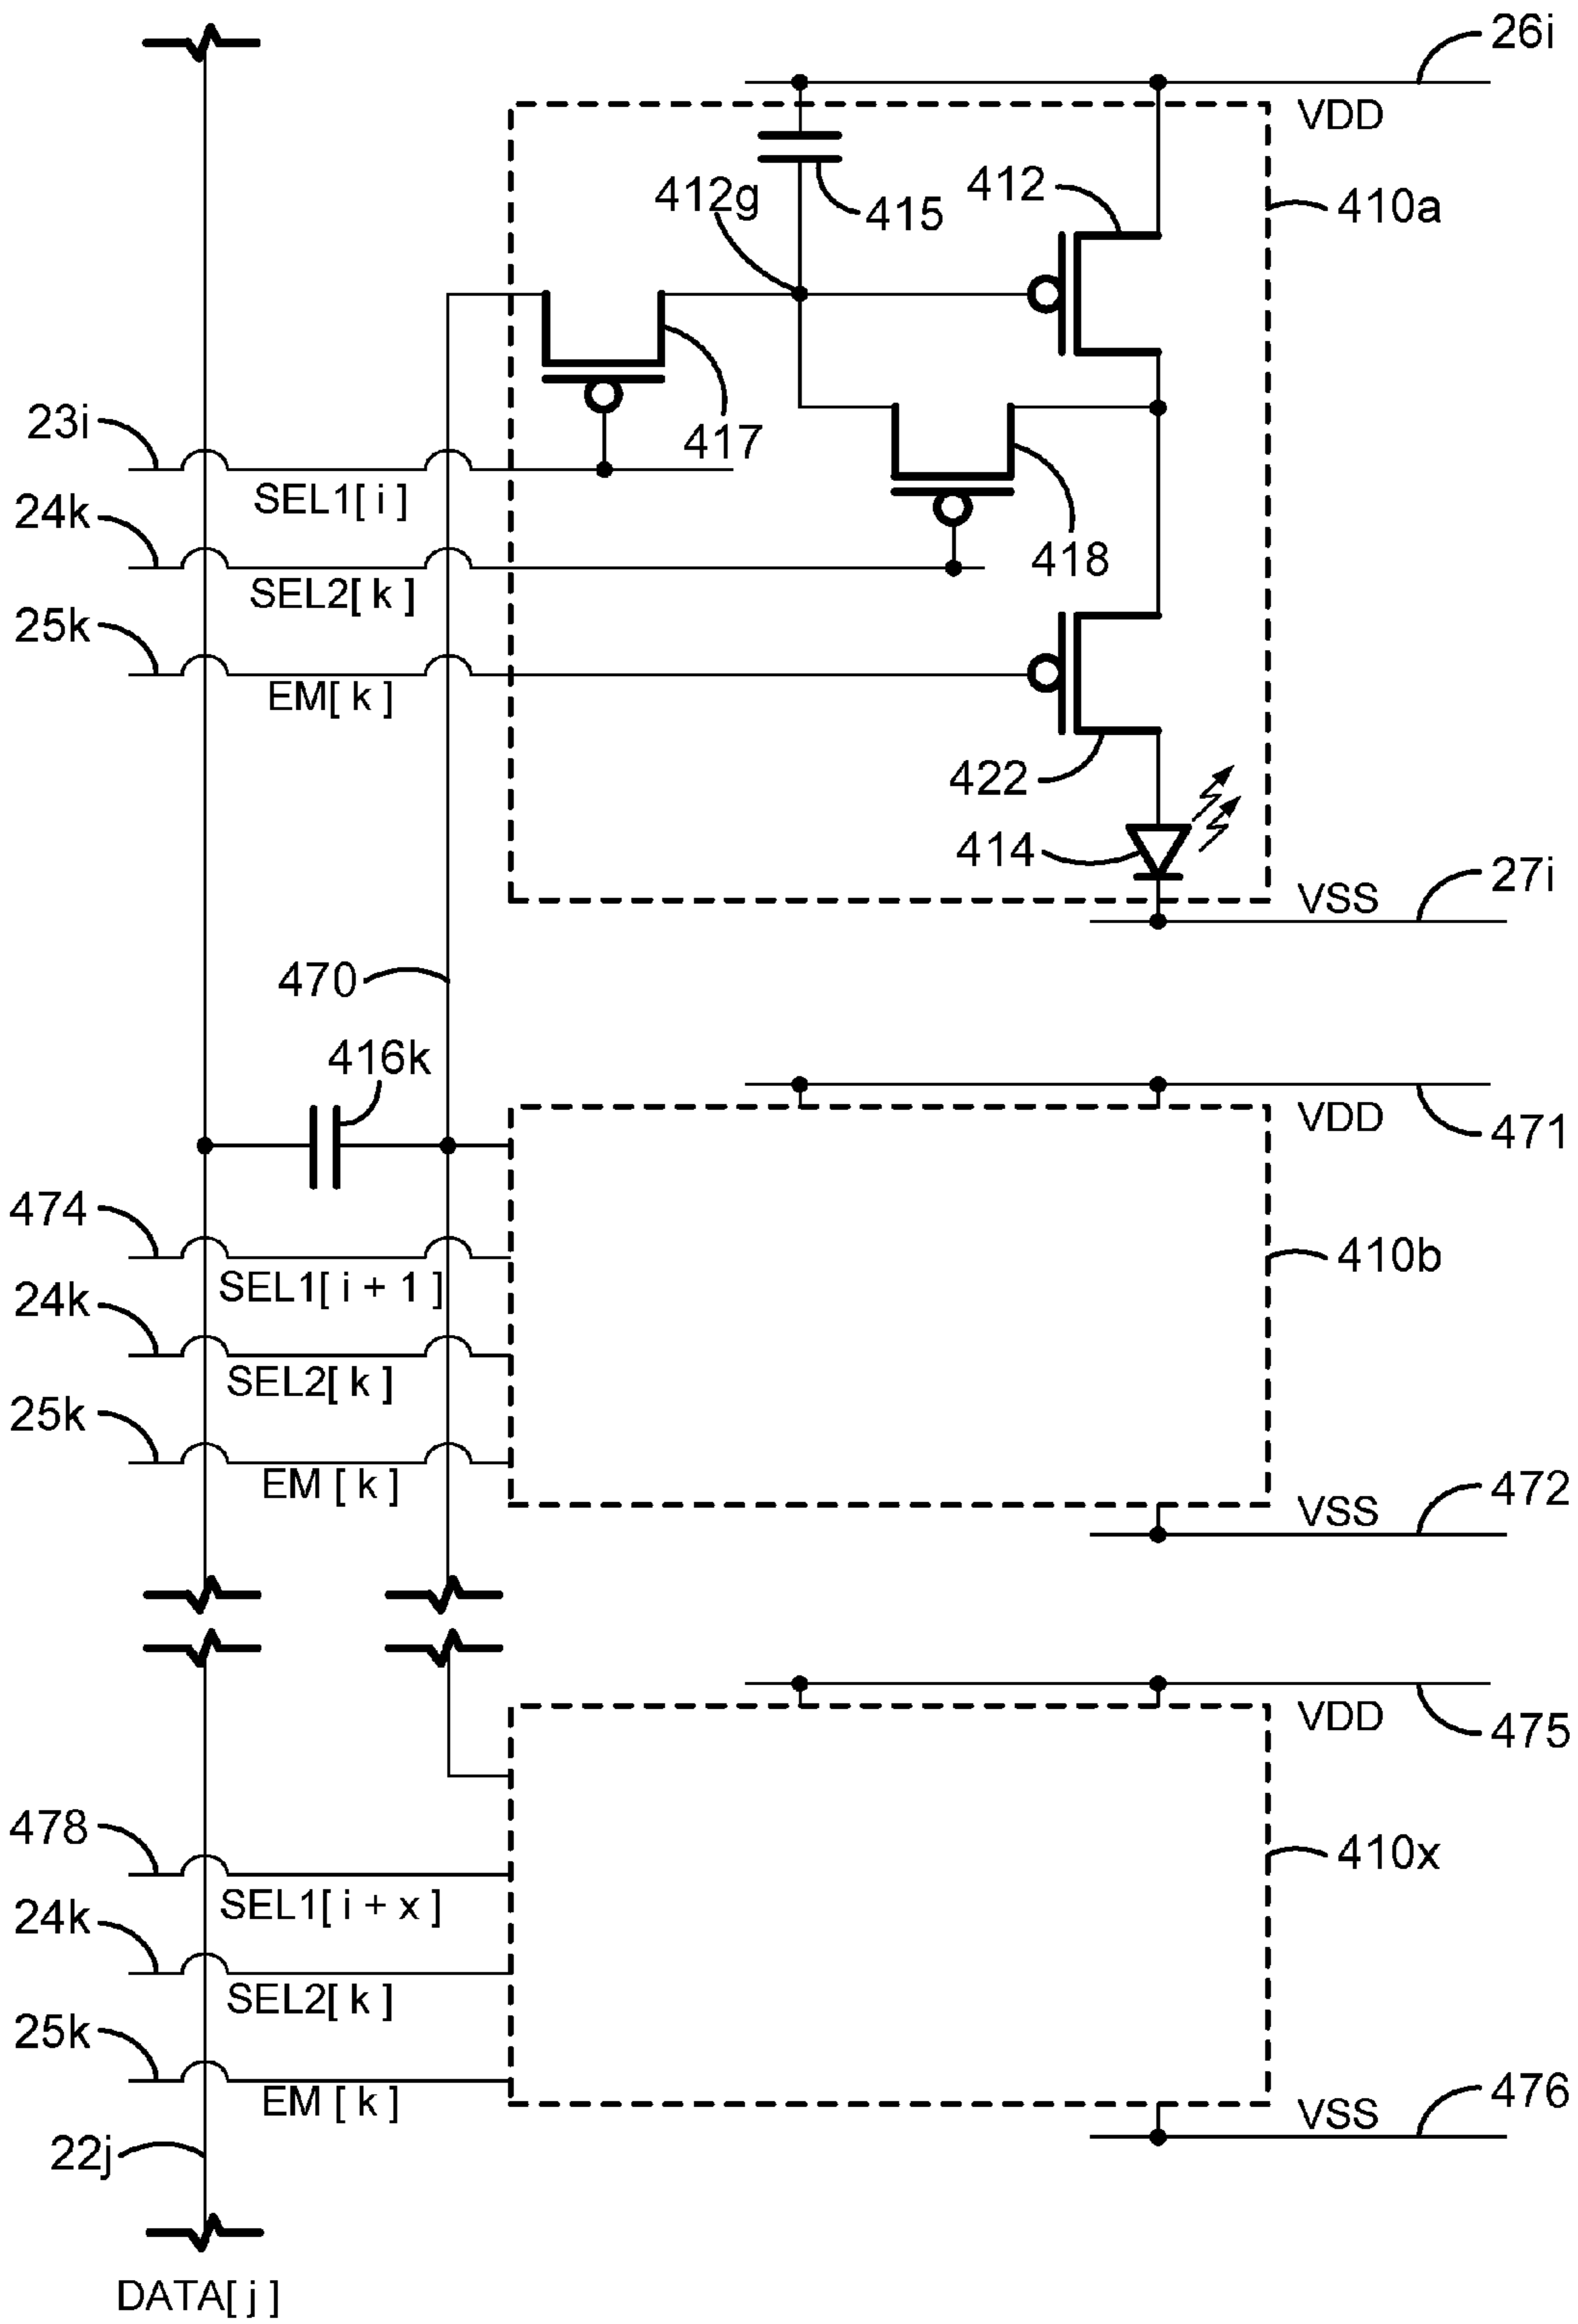 26i
VDD
412
412g
415
410a
23i
417
SEL1[ i ]
24k
418
SEL2[ k ]
25k
EM[ k ]
422
414
27i
VSS
470
416k
VDD
471
474
410b
SEL1[ i + 1 ]
24k
SEL2[ k ]
25k
EM [ k ]
472
VSS
VDD
475
478
410x
SEL1[ i + x ]
24k
SEL2[ k ]
25k
EM [ k ]
476
VSS
22j
DATA[ j ]